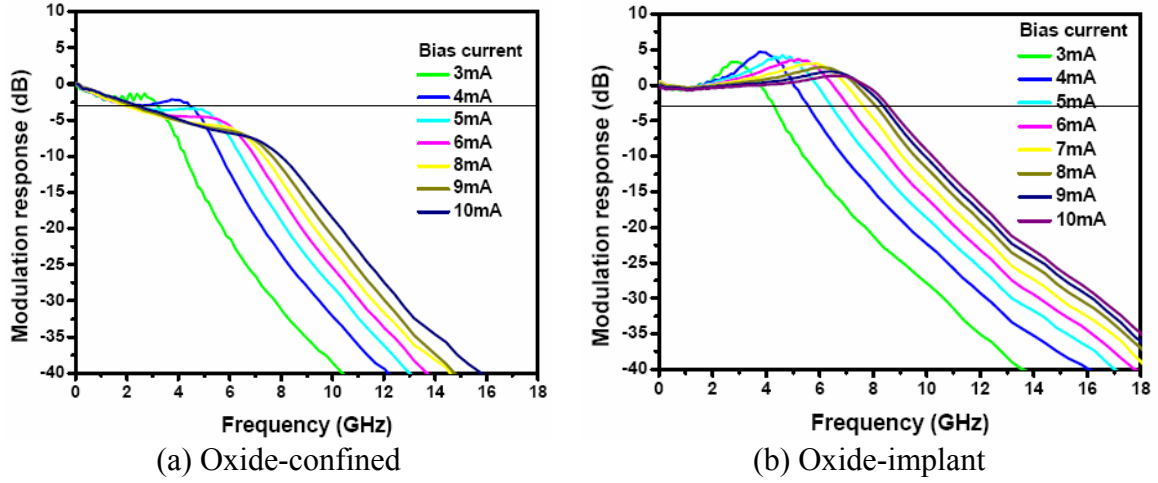 10
5
0
-5
-10
-15
-20
-25
-30
-35
-40
Modulation response (dB)
Bias current
3mA
4mA
5mA
6mA
8mA
9mA
10mA
0 2 4 6 8 10 12 14 16 18
Frequency (GHz)
(a) Oxide-confined
10
5
0
-5
-10
-15
-20
-25
-30
-35
-40
Modulation response (dB)
Bias current
3mA
4mA
5mA
6mA
7mA
8mA
9mA
10mA
0 2 4 6 8 10 12 14 16 18
Frequency (GHz)
(b) Oxide-implant